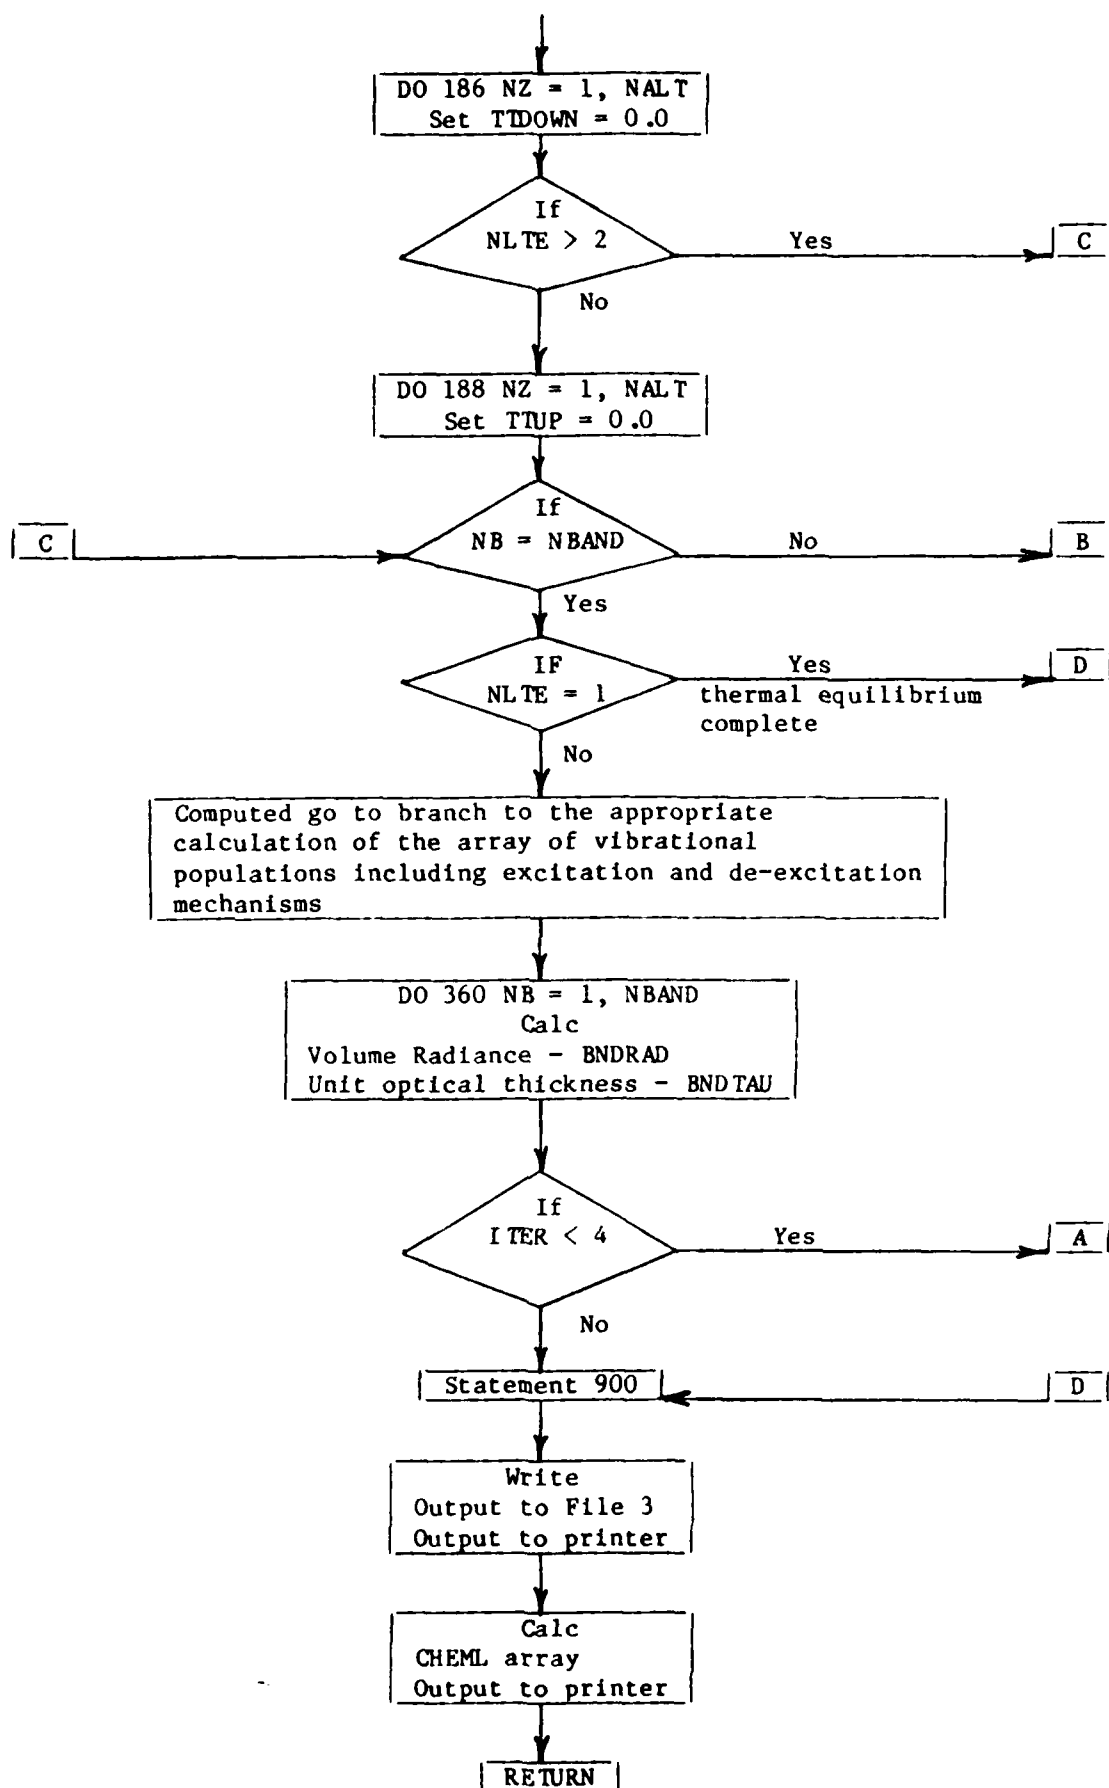 DO 186 NZ = 1, NALT
Set TTDOWN = 0.0
If
NLTE > 2
Yes
C
No
DO 188 NZ = 1, NALT
Set TTUP = 0.0
If
NB = NBAND
C
No
B
Yes
IF
NLTE = 1
Yes
thermal equilibrium
complete
D
No
Computed go to branch to the appropriate
calculation of the array of vibrational
populations including excitation and de-excitation
mechanisms
DO 360 NB = 1, NBAND
Calc
Volume Radiance - BNDRAD
Unit optical thickness - BNDTAU
If
ITER < 4
Yes
A
No
Statement 900
D
Write
Output to File 3
Output to printer
Calc
CHEML array
Output to printer
RETURN